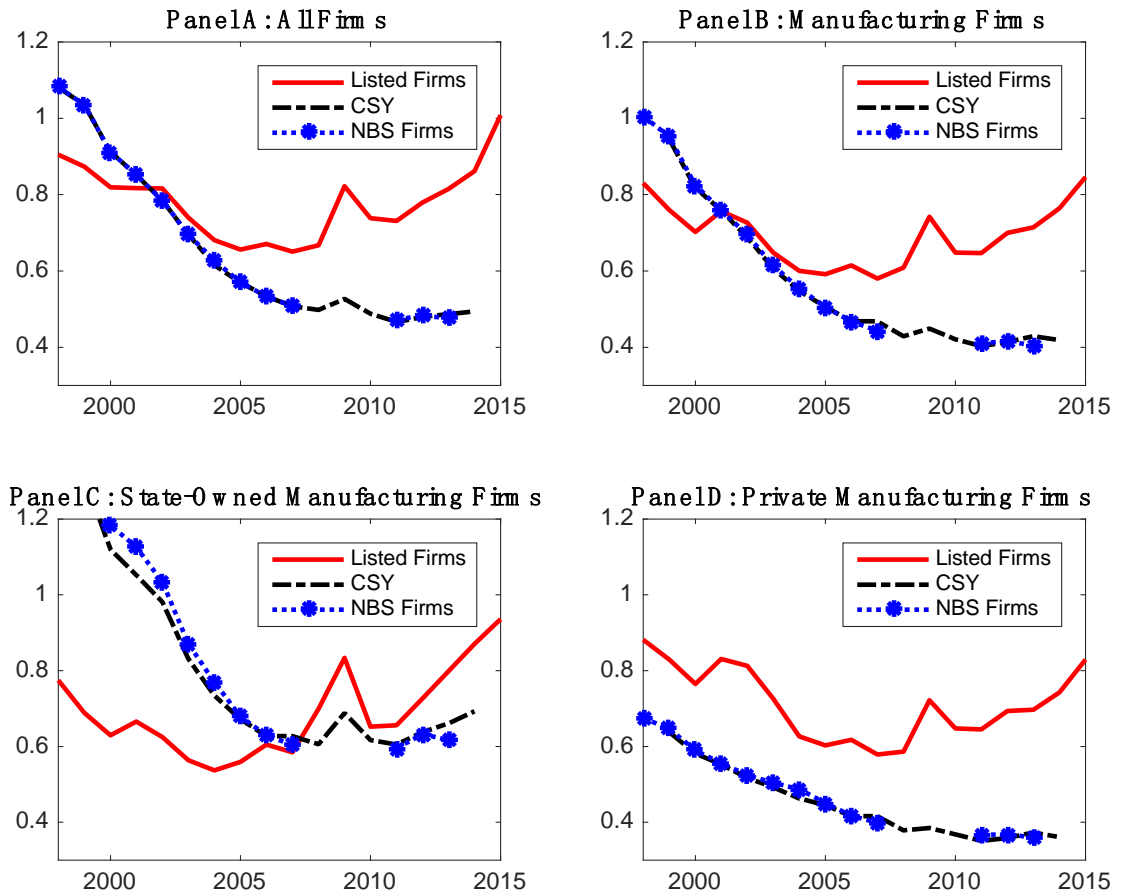 Panel A: All Firms
1.2
1
0.8
0.6
0.4
2000
2005
2010
2015
Listed Firms
CSY
NBS Firms
Panel B: Manufacturing Firms
1.2
1
0.8
0.6
0.4
2000
2005
2010
2015
Listed Firms
CSY
NBS Firms
Panel C: State-Owned Manufacturing Firms
1.2
1
0.8
0.6
0.4
2000
2005
2010
2015
Listed Firms
CSY
NBS Firms
Panel D: Private Manufacturing Firms
1.2
1
0.8
0.6
0.4
2000
2005
2010
2015
Listed Firms
CSY
NBS Firms